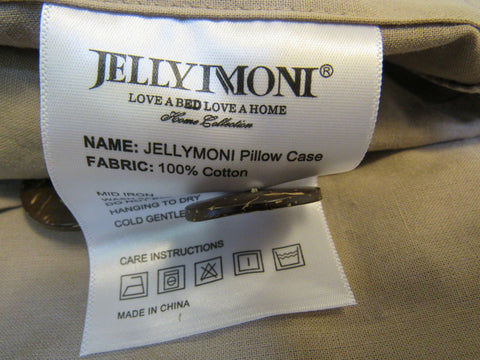 JELLYMONI®
LOVE A BED LOVE A HOME
Home Collection
NAME: JELLYMONI Pillow Case
FABRIC: 100% Cotton
MID IRON
HANGING TO DRY
COLD GENTLE
CARE INSTRUCTIONS
MADE IN CHINA